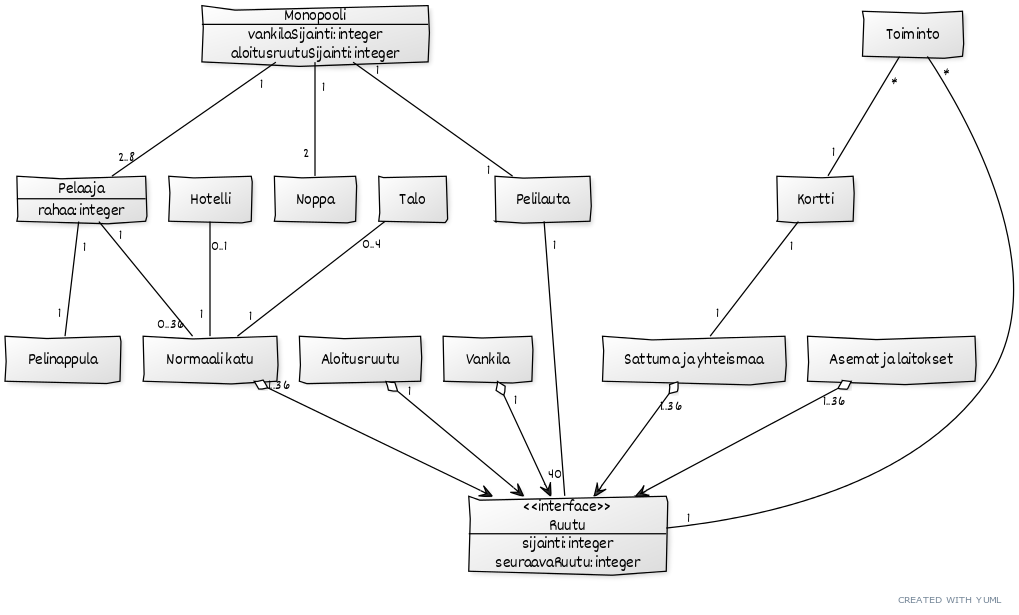 Monopooli
vankilaSijainti: integer
aloitusruutuSijainti: integer
Toiminto
1
1
1
*
*
2..8
2
1
1
Pelaaja
rahaa: integer
Hotelli
Noppa
Talo
Pelilauta
Kortti
1
1
0..1
0..4
1
1
1
0..36
1
1
1
Pelinappula
Normaali katu
Aloitusruutu
Vankila
Sattuma ja yhteismaa
Asemat ja laitokset
1..36
1
1
1..36
1..36
40
<<interface>>
Ruutu
sijainti: integer
seuraavaRuutu: integer
1
CREATED WITH YUML